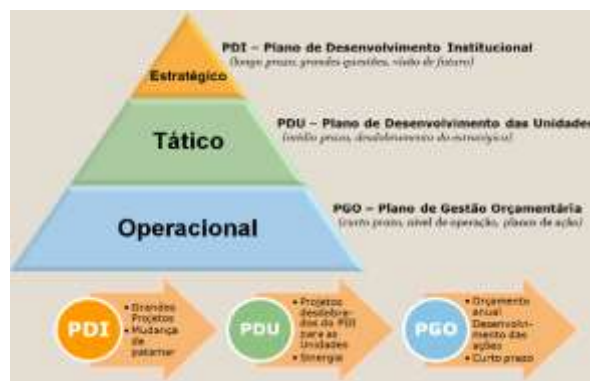 PDI – Plano de Desenvolvimento Institucional
(longo prazo, grandes questões, visão de futuro)
Estratégico
PDU – Plano de Desenvolvimento das Unidades
(médio prazo, desdobramento do estratégico)
Tático
PGO – Plano de Gestão Orçamentária
(curto prazo, nível de operação, planos de ação)
Operacional
PDI
• Grandes
Projetos
• Mudança
de
patamar
PDU
• Projetos
desdobra-
dos do PDI
para as
Unidades
• Sinergia
PGO
• Orçamento
anual
Desenvolvi-
mento das
ações
• Curto prazo